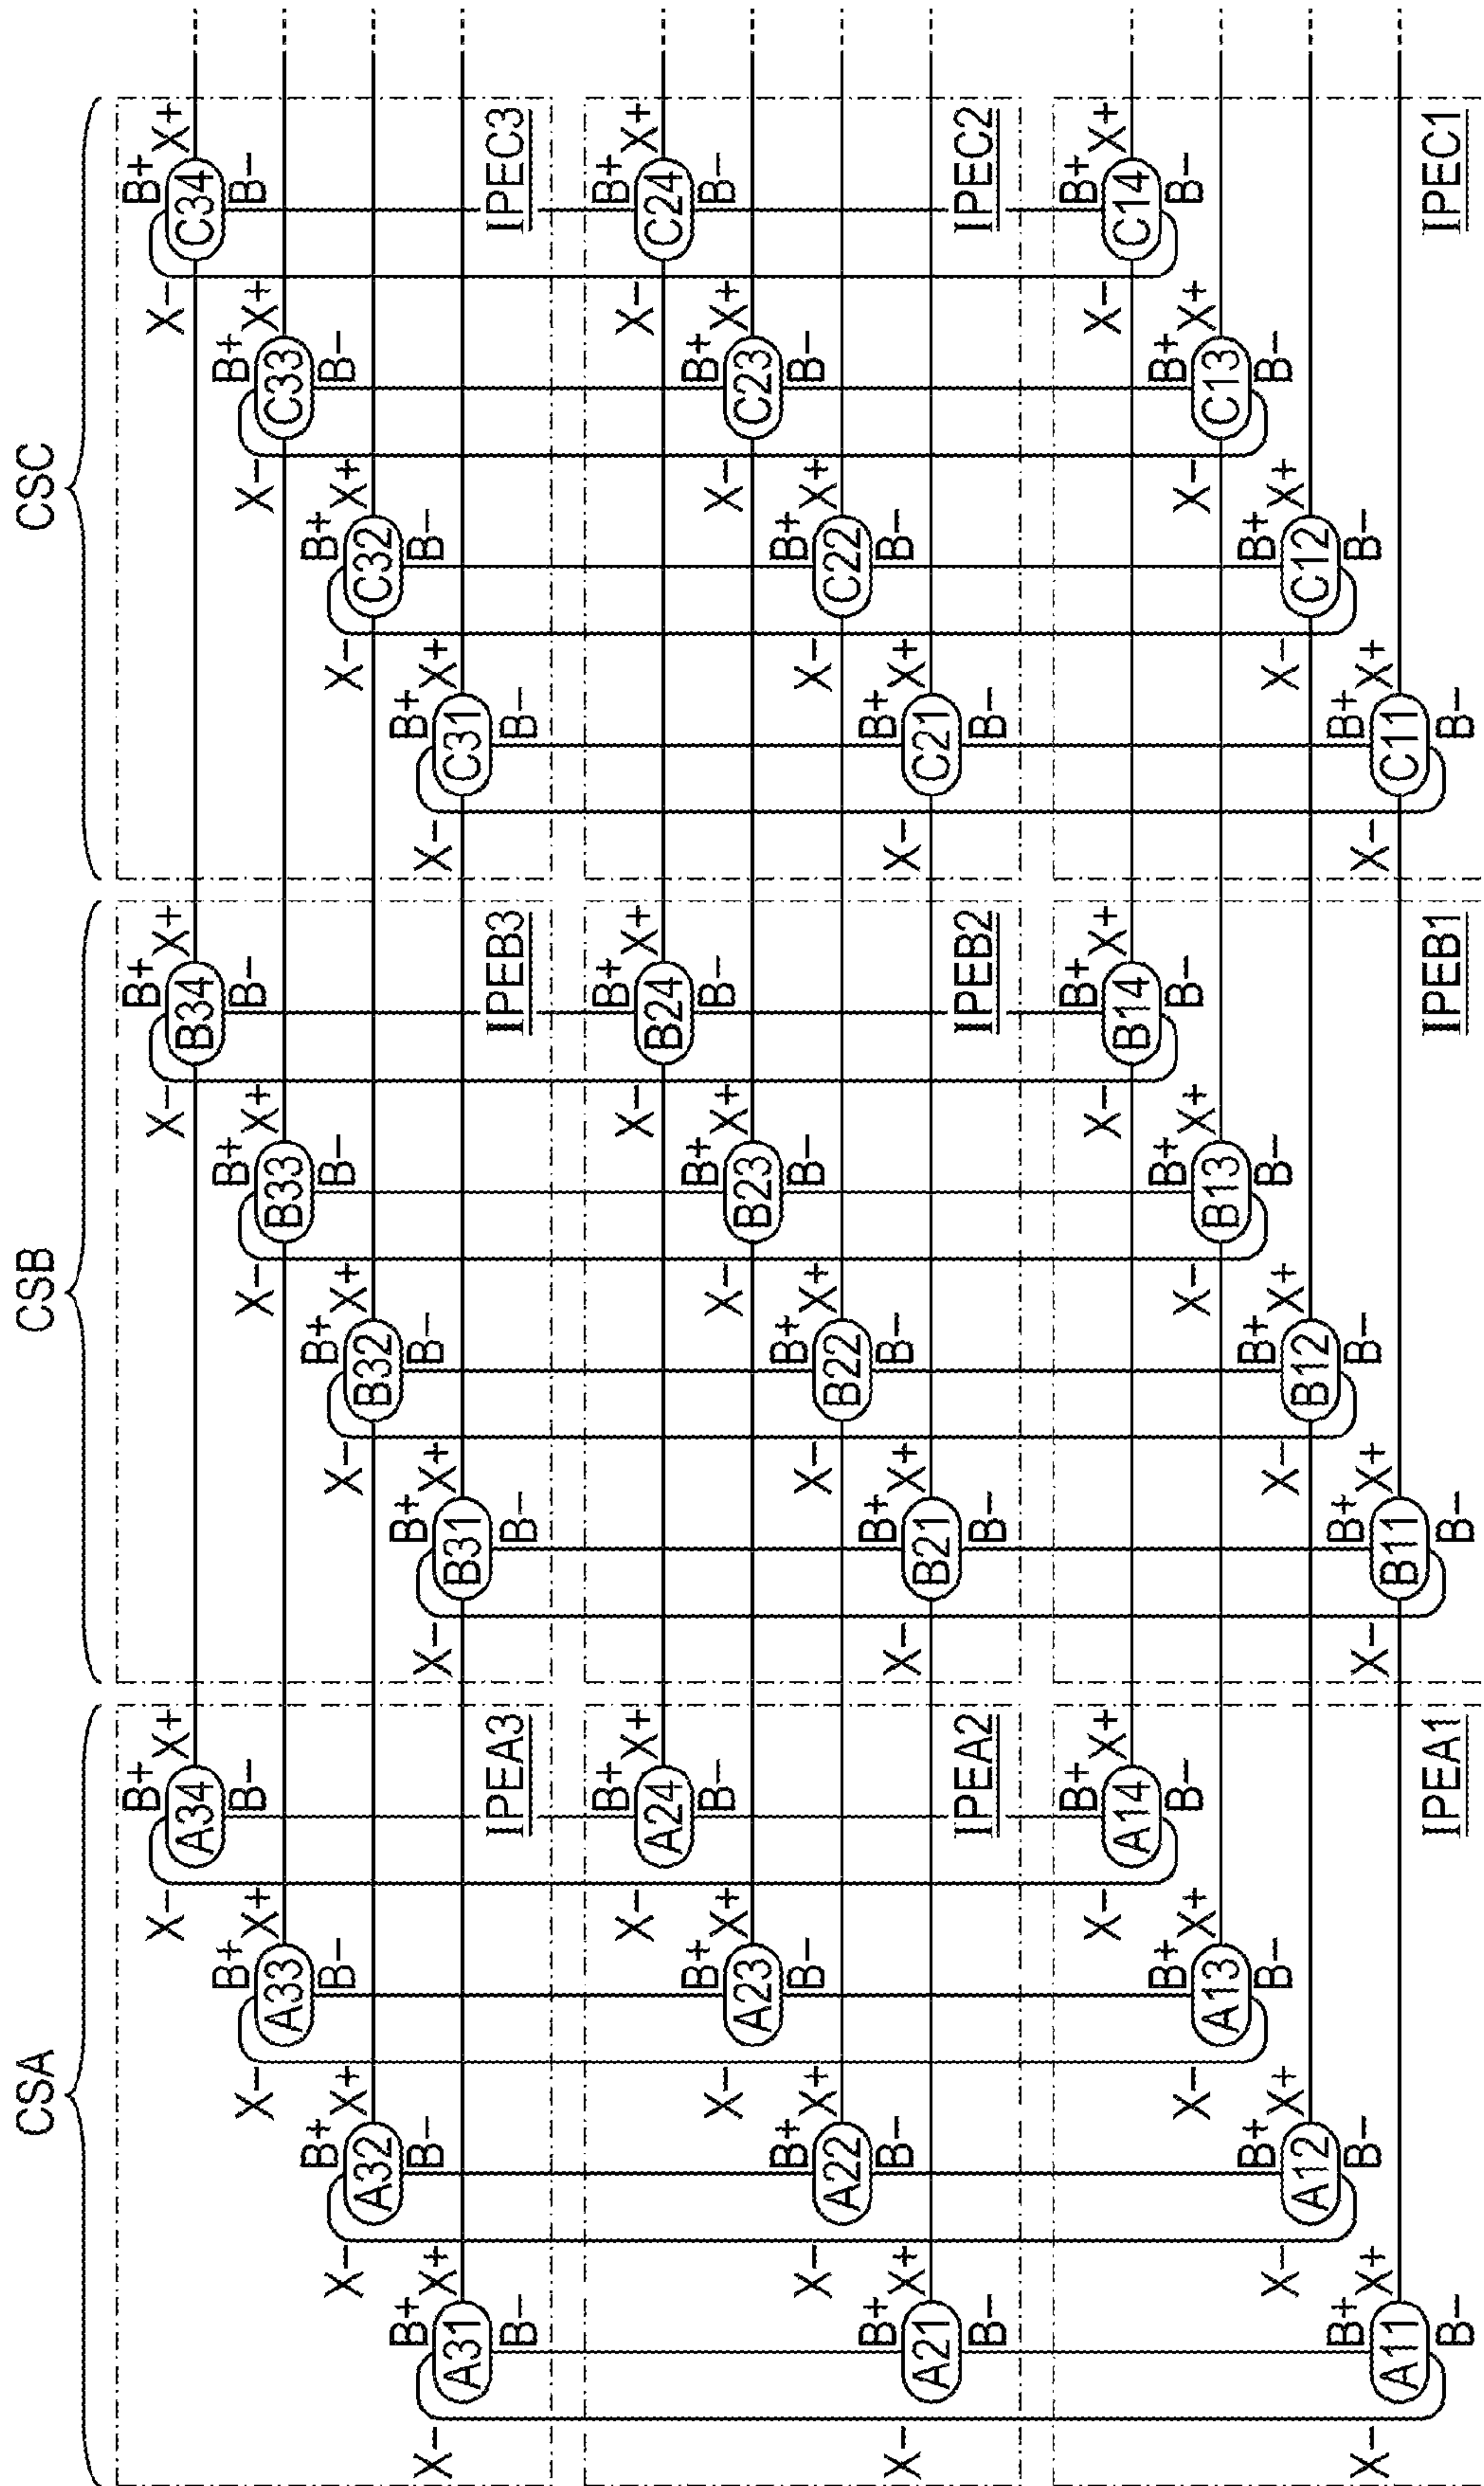 CSA CSB CSC
B+ B+ B+
X− X+ X− X+ X− X+
A34 B34 C34
B− B− B−
B+ B+ B+
X− X+ X− X+ X− X+
A33 B33 C33
B− B− B−
B+ B+ B+
X− X+ X− X+ X− X+
A32 B32 C32
B− B− B−
B+ B+ B+
X− X+ X− X+ X− X+
A31 B31 C31
B− B− B−
IPEA3 IPEB3 IPEC3
B+ B+ B+
X− X+ X− X+ X− X+
A24 B24 C24
B− B− B−
B+ B+ B+
X− X+ X− X+ X− X+
A23 B23 C23
B− B− B−
B+ B+ B+
X− X+ X− X+ X− X+
A22 B22 C22
B− B− B−
B+ B+ B+
X− X+ X− X+ X− X+
A21 B21 C21
B− B− B−
IPEA2 IPEB2 IPEC2
B+ B+ B+
X− X+ X− X+ X− X+
A14 B14 C14
B− B− B−
B+ B+ B+
X− X+ X− X+ X− X+
A13 B13 C13
B− B− B−
B+ B+ B+
X− X+ X− X+ X− X+
A12 B12 C12
B− B− B−
B+ B+ B+
X− X+ X− X+ X− X+
A11 B11 C11
B− B− B−
IPEA1 IPEB1 IPEC1